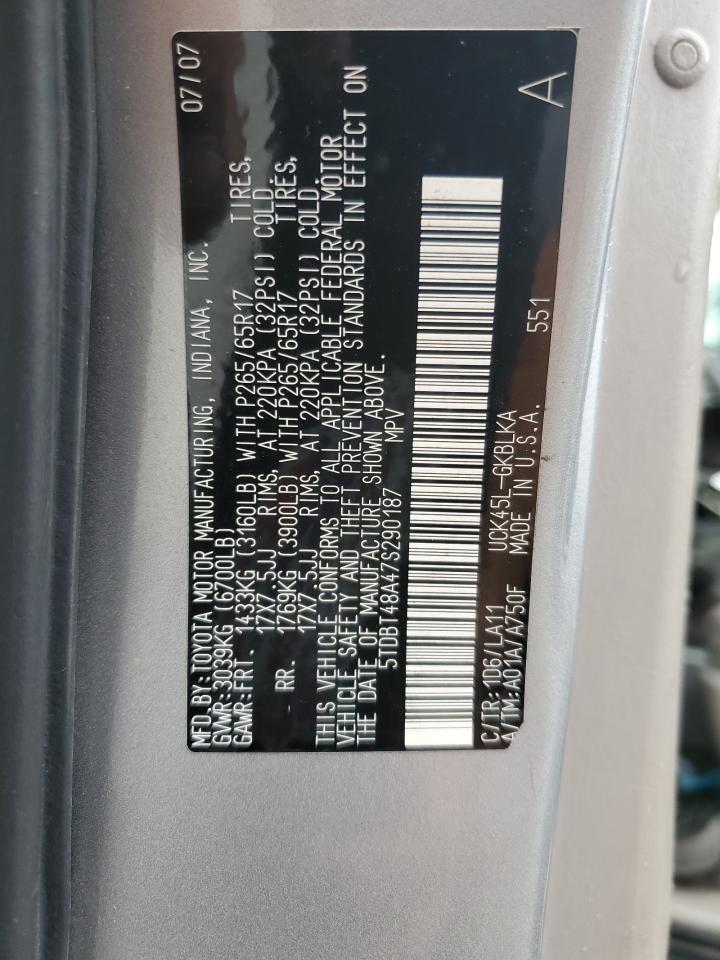 MFD.BY:TOYOTA MOTOR MANUFACTURING, INDIANA, INC. 07/07
GVWR:3039KG (6700LB)
GAWR:FRT. 1433KG (3160LB) WITH P265/65R17 TIRES,
17X7.5JJ RIMS, AT 220KPA (32PSI) COLD.
RR. 1769KG (3900LB) WITH P265/65R17 TIRES,
17X7.5JJ RIMS, AT 220KPA (32PSI) COLD.
THIS VEHICLE CONFORMS TO ALL APPLICABLE FEDERAL MOTOR
VEHICLE SAFETY AND THEFT PREVENTION STANDARDS IN EFFECT ON
THE DATE OF MANUFACTURE SHOWN ABOVE.
5TDBT48A47S290187 MPV
C/TR:1D6/LA11 UCK45L-GKBLKA
A/TM:A01A/A750F MADE IN U.S.A. 551 A